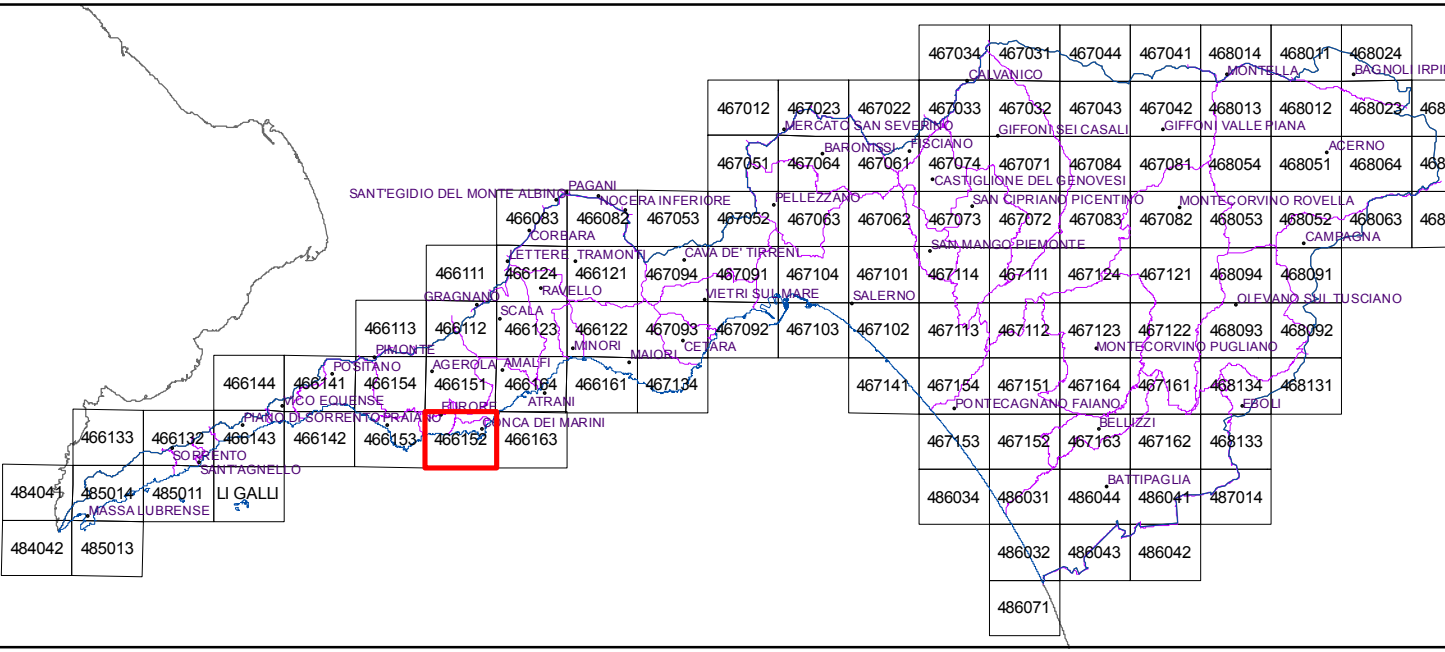 467034 467031 467044 467041 468014 468011 468024
CALVANICO MONTELLA BAGNOLI IRPI
467012 467023 467022 467033 467032 467043 467042 468013 468012 468023 468
MERCATO SAN SEVERINO GIFFONI SEI CASALI GIFFONI VALLE PIANA
BARONISSI FISCIANO ACERNO
467051 467064 467061 467074 467071 467084 467081 468054 468051 468064 468
CASTIGLIONE DEL GENOVESI
SANT'EGIDIO DEL MONTE ALBINO PAGANI
NOCERA INFERIORE PELLEZZANO SAN CIPRIANO PICENTINO MONTECORVINO ROVELLA
466083 466082 467053 467052 467063 467062 467073 467072 467083 467082 468053 468052 468063 468
CORBARA CAMPAGNA
LETTERE TRAMONTI CAVA DE' TIRRENI SAN MANGO PIEMONTE
466111 466124 466121 467094 467091 467104 467101 467114 467111 467124 467121 468094 468091
RAVELLO
GRAGNANO VIETRI SUL MARE SALERNO OLEVANO SUL TUSCIANO
SCALA
466113 466112 466123 466122 467093 467092 467103 467102 467113 467112 467123 467122 468093 468092
PIMONTE MINORI MAIORI CETARA MONTECORVINO PUGLIANO
POSITANO AGEROLA AMALFI
466144 466141 466154 466151 466164 466161 467134 467141 467154 467151 467164 467161 468134 468131
VICO EQUENSE ATRANI PONTECAGNANO FAIANO EBOLI
PIANO DI SORRENTO PRAIANO FURORE CONCA DEI MARINI BELLIZZI
466133 466132 466143 466142 466153 466152 466163 467153 467152 467163 467162 468133
SORRENTO
SANT'AGNELLO BATTIPAGLIA
484041 485014 485011 LI GALLI 486034 486031 486044 486041 487014
MASSA LUBRENSE
484042 485013 486032 486043 486042
486071